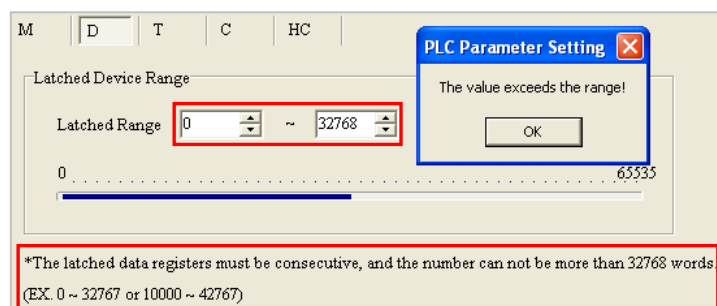 M D T C HC
PLC Parameter Setting
Latched Device Range
The value exceeds the range!
Latched Range 0 ~ 32768
OK
0 65535
*The latched data registers must be consecutive, and the number can not be more than 32768 words.
(EX. 0 ~ 32767 or 10000 ~ 42767)